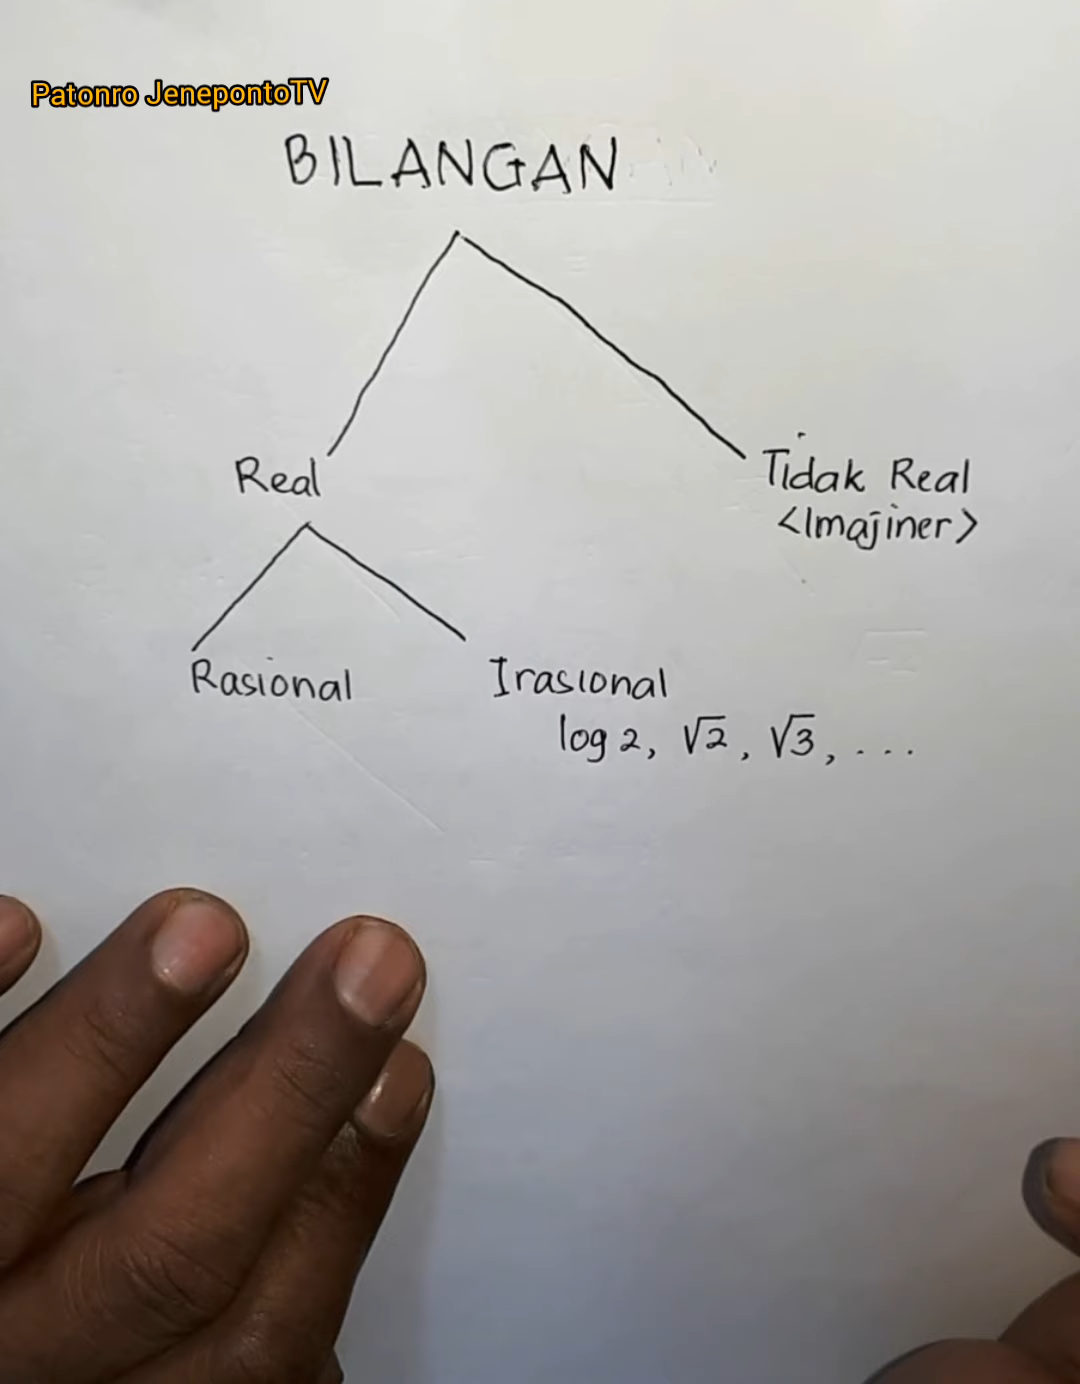 Patonro JenepontoTV
BILANGAN
Real
Tidak Real
<Imajiner>
Rasional
Irasional
log 2, √2, √3, ...